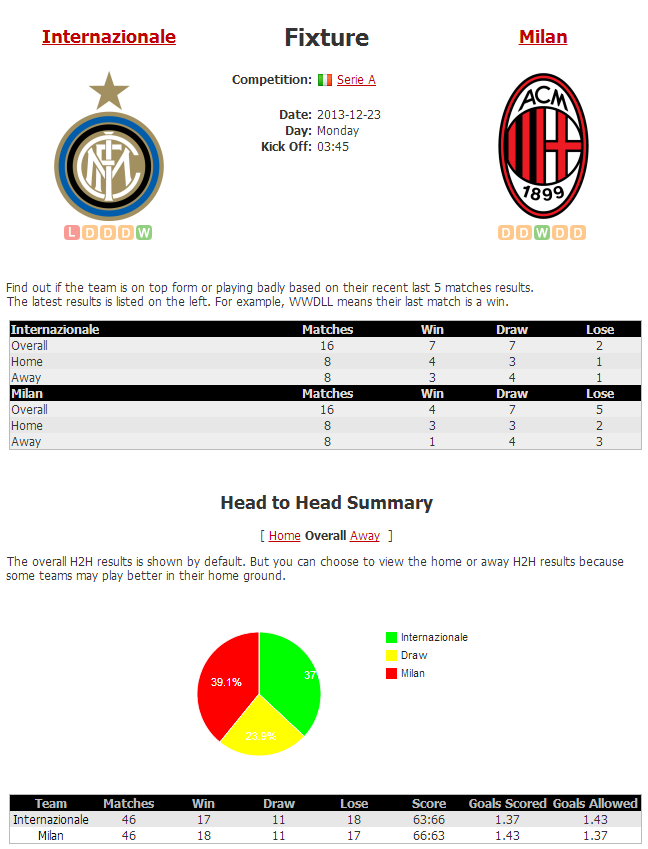 Internazionale Fixture Milan
Competition: Serie A
Date: 2013-12-23
Day: Monday
Kick Off: 03:45
ACM
1899
L D D D W
D D W D D
Find out if the team is on top form or playing badly based on their recent last 5 matches results.
The latest results is listed on the left. For example, WWDLL means their last match is a win.
Internazionale Matches Win Draw Lose
Overall 16 7 7 2
Home 8 4 3 1
Away 8 3 4 1
Milan Matches Win Draw Lose
Overall 16 4 7 5
Home 8 3 3 2
Away 8 1 4 3
Head to Head Summary
[ Home Overall Away ]
The overall H2H results is shown by default. But you can choose to view the home or away H2H results because
some teams may play better in their home ground.
Internazionale
Draw
Milan
39.1%
37
23.9%
Team Matches Win Draw Lose Score Goals Scored Goals Allowed
Internazionale 46 17 11 18 63:66 1.37 1.43
Milan 46 18 11 17 66:63 1.43 1.37